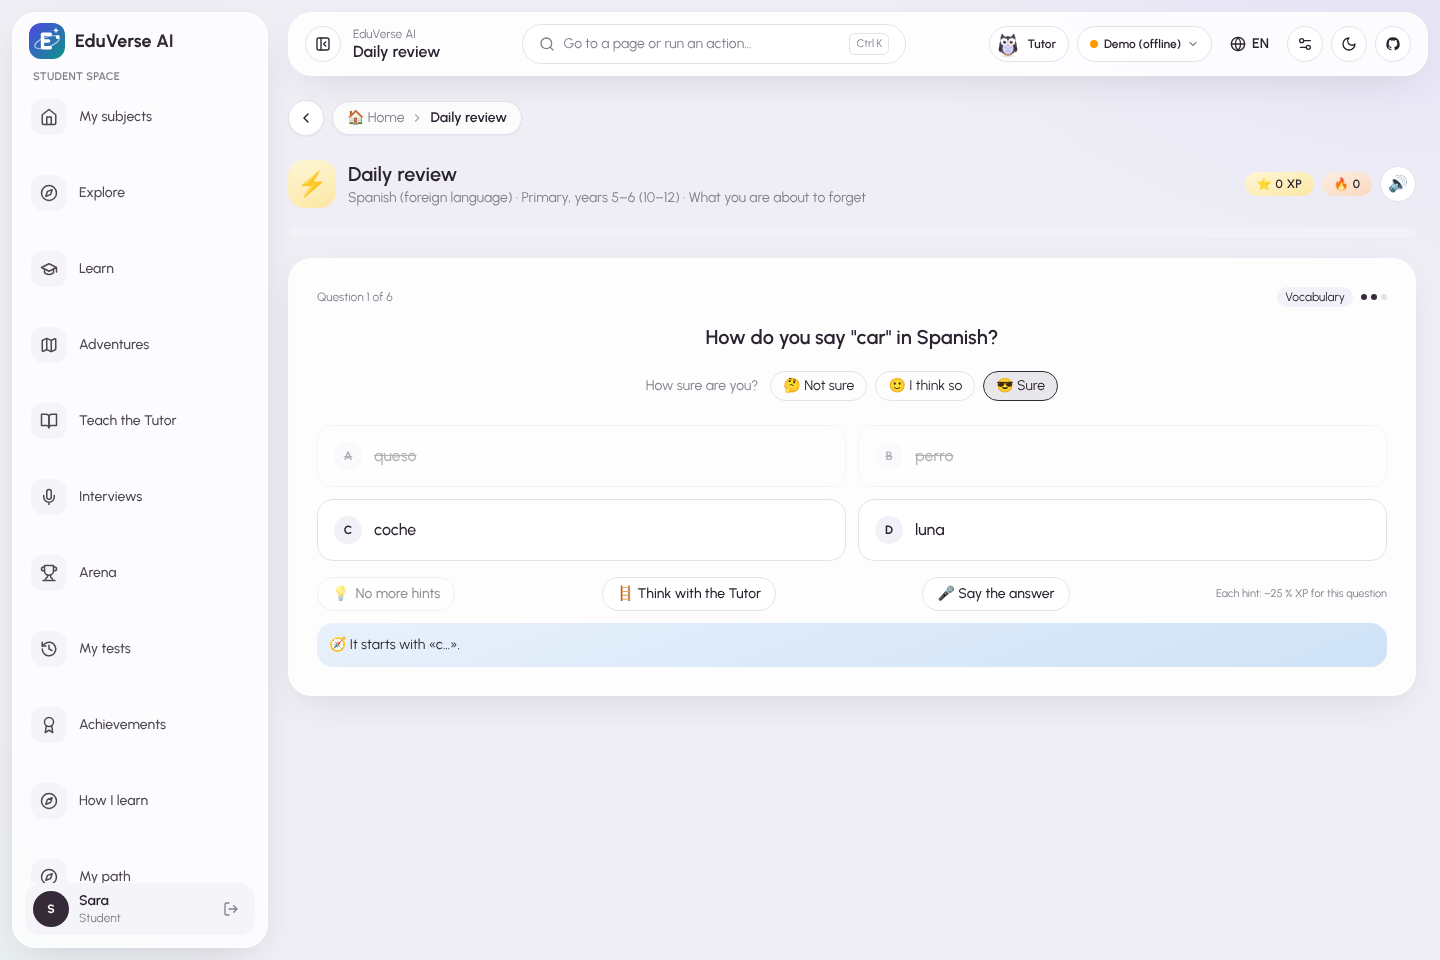 EduVerse AI
STUDENT SPACE
My subjects
Explore
Learn
Adventures
Teach the Tutor
Interviews
Arena
My tests
Achievements
How I learn
My path
S
Sara
Student
EduVerse AI
Daily review
Go to a page or run an action...
Ctrl K
Tutor
Demo (offline)
EN
Home
Daily review
Daily review
Spanish (foreign language) · Primary, years 5–6 (10–12) · What you are about to forget
0 XP
0
Question 1 of 6
Vocabulary
How do you say "car" in Spanish?
How sure are you?
Not sure
I think so
Sure
A queso
B perro
C coche
D luna
No more hints
Think with the Tutor
Say the answer
Each hint: −25 % XP for this question
It starts with «c…».